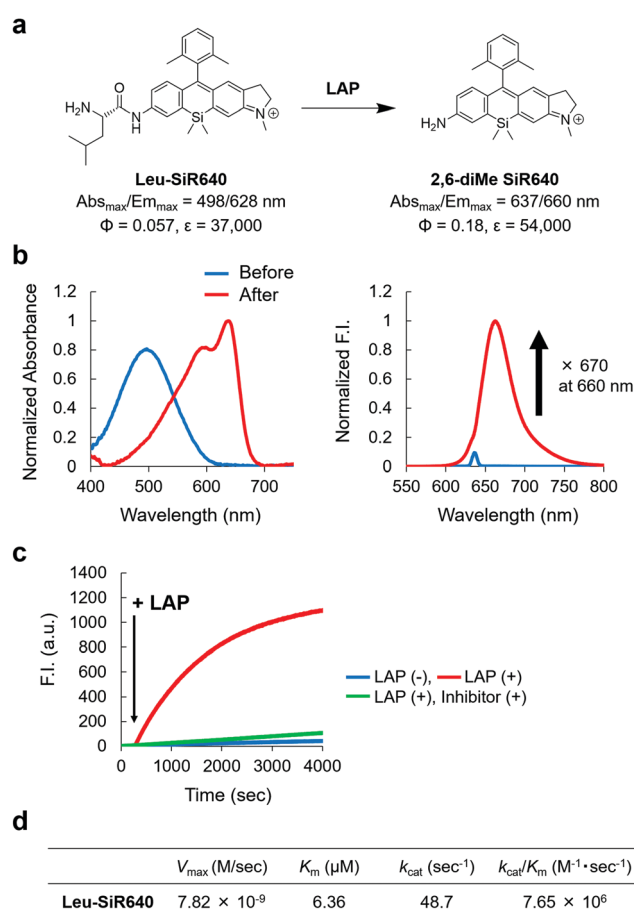 a
H₂N
O
N
H
Si
N
⊕
LAP
H₂N
Si
N
⊕
Leu-SiR640
Absmax/Emmax = 498/628 nm
Φ = 0.057, ε = 37,000
2,6-diMe SiR640
Absmax/Emmax = 637/660 nm
Φ = 0.18, ε = 54,000
b
Before
After
Normalized Absorbance
1.2
1
0.8
0.6
0.4
0.2
0
400 500 600 700
Wavelength (nm)
Normalized F.I.
1.2
1
0.8
0.6
0.4
0.2
0
550 600 650 700 750 800
Wavelength (nm)
× 670
at 660 nm
c
F.I. (a.u.)
1400
1200
1000
800
600
400
200
0
+ LAP
0 1000 2000 3000 4000
Time (sec)
LAP (-), LAP (+)
LAP (+), Inhibitor (+)
d
Vmax (M/sec) Km (μM) kcat (sec⁻¹) kcat/Km (M⁻¹・sec⁻¹)
Leu-SiR640 7.82 × 10⁻⁹ 6.36 48.7 7.65 × 10⁶